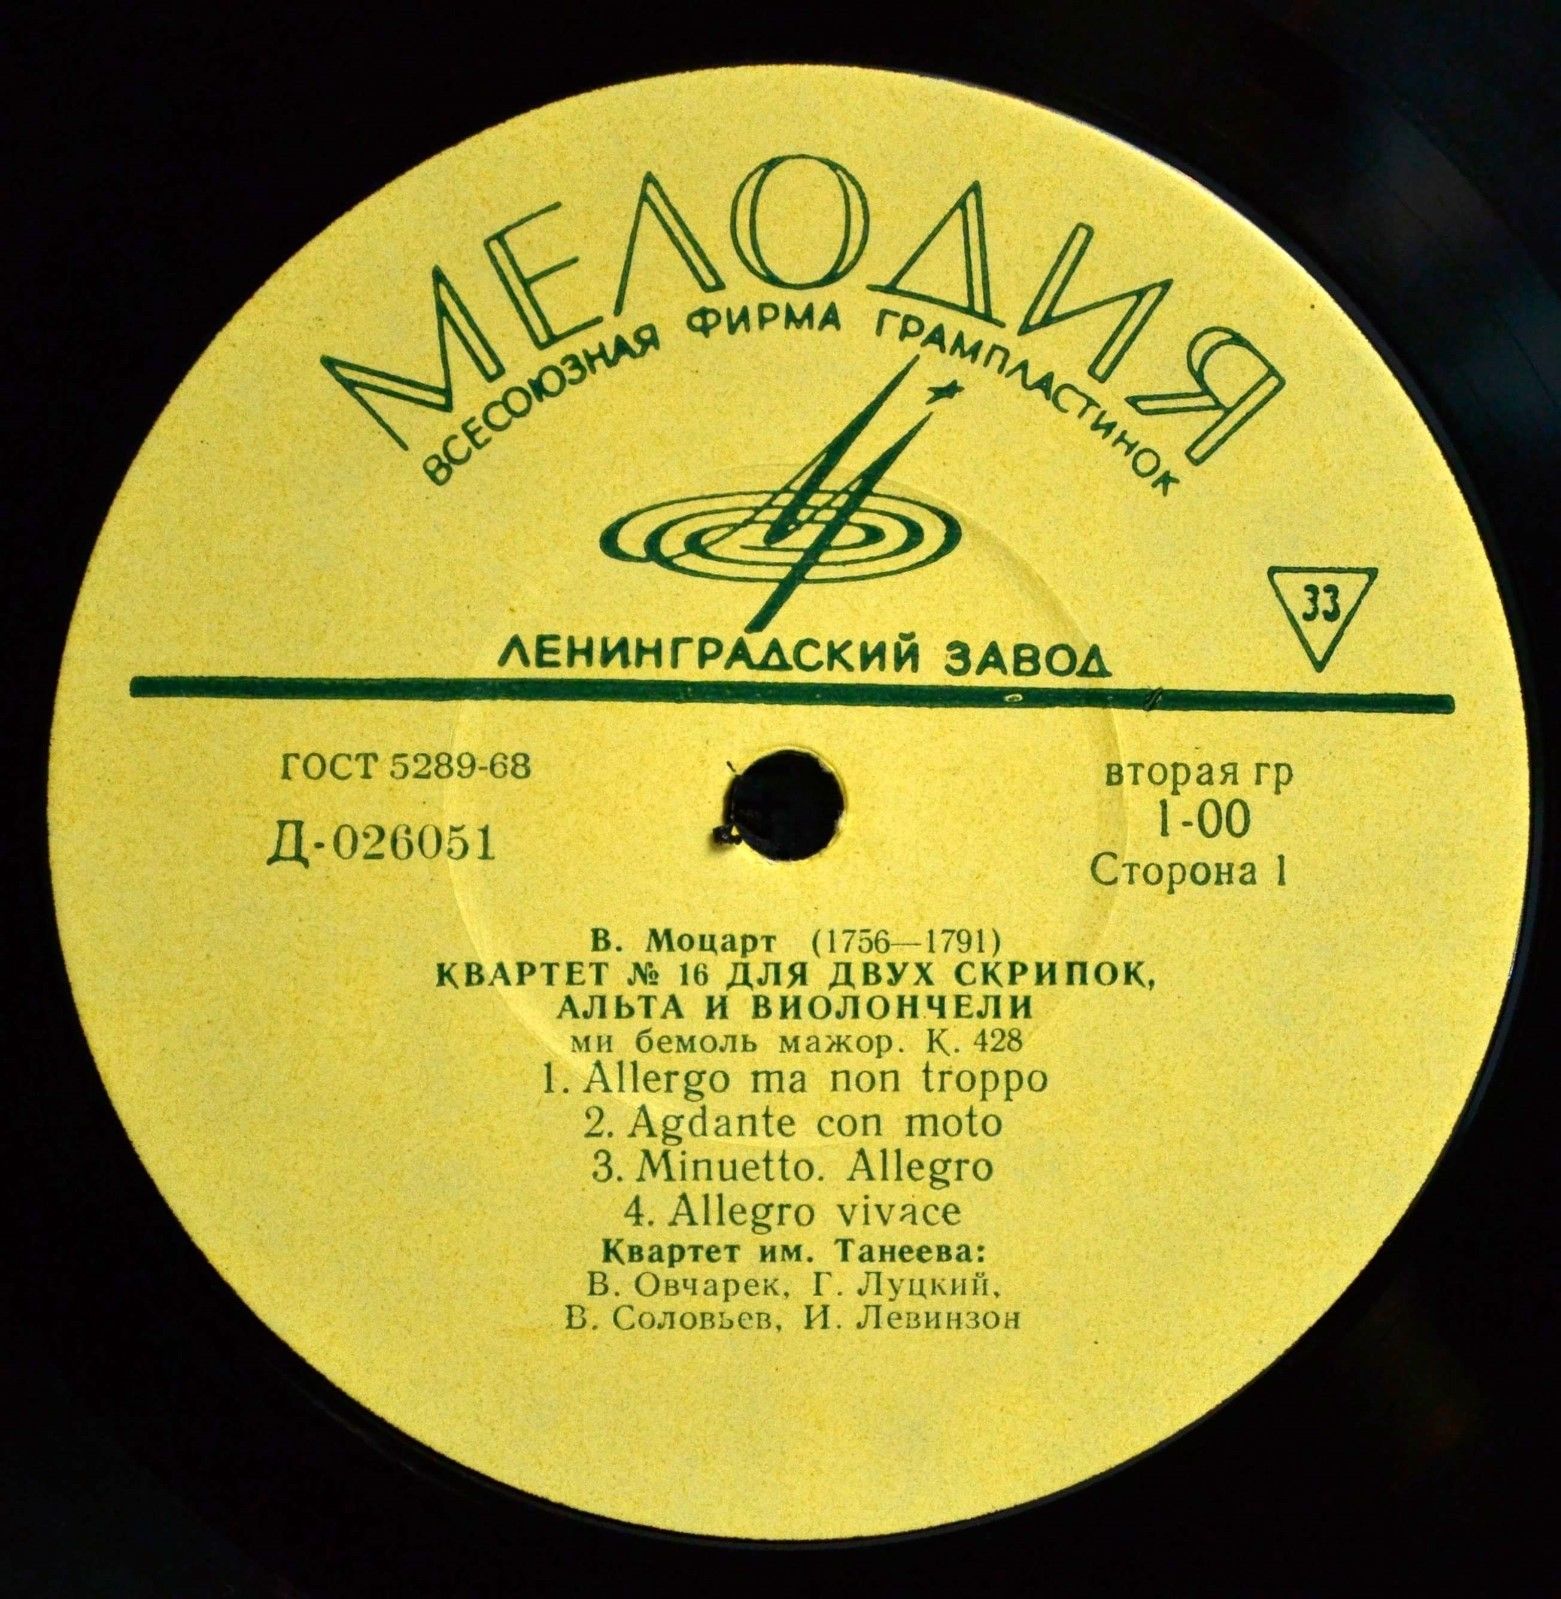 МЕЛОДИЯ
ВСЕСОЮЗНАЯ ФИРМА ГРАМПЛАСТИНОК
33
ЛЕНИНГРАДСКИЙ ЗАВОД
ГОСТ 5289-68
Д-026051
вторая гр
1-00
Сторона 1
В. Моцарт (1756—1791)
КВАРТЕТ № 16 ДЛЯ ДВУХ СКРИПОК,
АЛЬТА И ВИОЛОНЧЕЛИ
ми бемоль мажор. К. 428
1. Allergo ma non troppo
2. Agdante con moto
3. Minuetto. Allegro
4. Allegro vivace
Квартет им. Танеева:
В. Овчарек, Г. Луцкий,
В. Соловьев, И. Левинзон